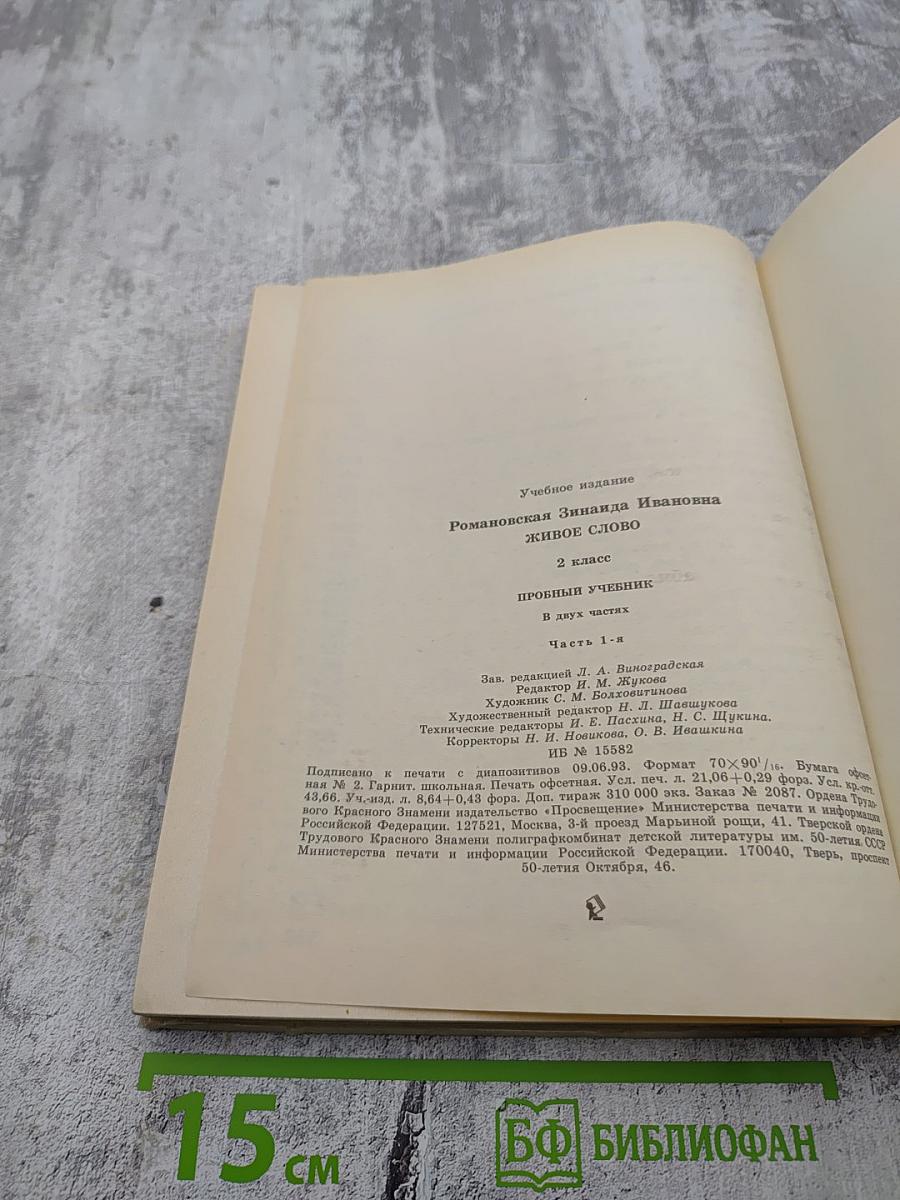 Учебное издание
Романовская Зинаида Ивановна
ЖИВОЕ СЛОВО
2 класс
ПРОБНЫЙ УЧЕБНИК
В двух частях
Часть 1-я
Зав. редакцией Л. А. Виноградская
Редактор И. М. Жукова
Художник С. М. Болховитинова
Художественный редактор Н. Л. Шавшукова
Технические редакторы И. Е. Пасхина, Н. С. Щукина.
Корректоры Н. И. Новикова, О. В. Ивашкина
ИБ № 15582
Подписано к печати с диапозитивов 09.06.93. Формат 70×90¹/₁₆. Бумага офсет-
ная № 2. Гарнит. школьная. Печать офсетная. Усл. печ. л. 21,06+0,29 форз. Усл. кр.-отт.
43,66. Уч.-изд. л. 8,64+0,43 форз. Доп. тираж 310 000 экз. Заказ № 2087. Ордена Трудо-
вого Красного Знамени издательство «Просвещение» Министерства печати и информации
Российской Федерации. 127521, Москва, 3-й проезд Марьиной рощи, 41. Тверской ордена
Трудового Красного Знамени полиграфкомбинат детской литературы им. 50-летия СССР
Министерства печати и информации Российской Федерации. 170040, Тверь, проспект
50-летия Октября, 46.
15 см
БФ БИБЛИОФАН